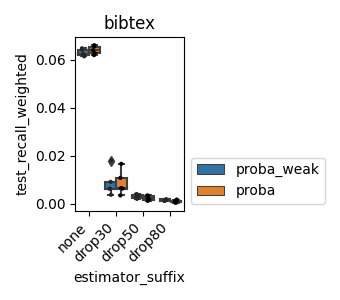 bibtex
test_recall_weighted
0.06
0.04
0.02
0.00
none
drop30
drop50
drop80
estimator_suffix
proba_weak
proba